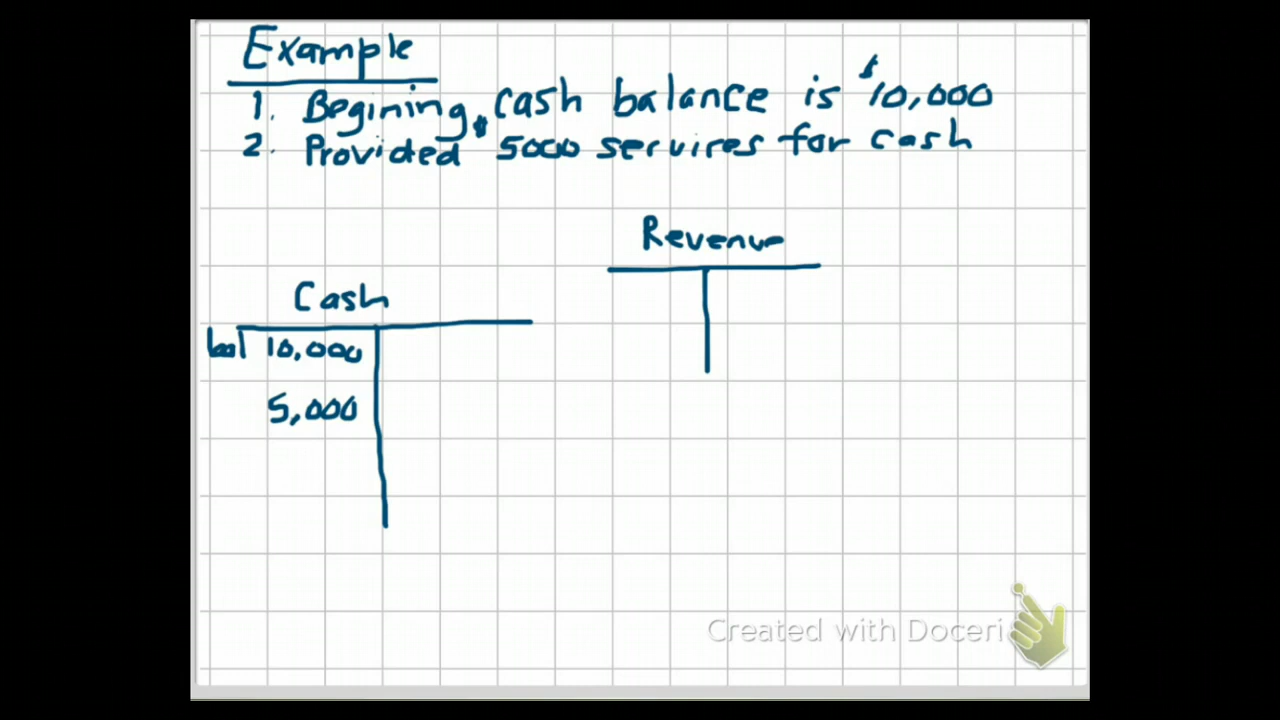 Example
1. Begining cash balance is $10,000
2. Provided $5000 services for cash
Revenue
Cash
bal 10,000
5,000
Created with Doceri